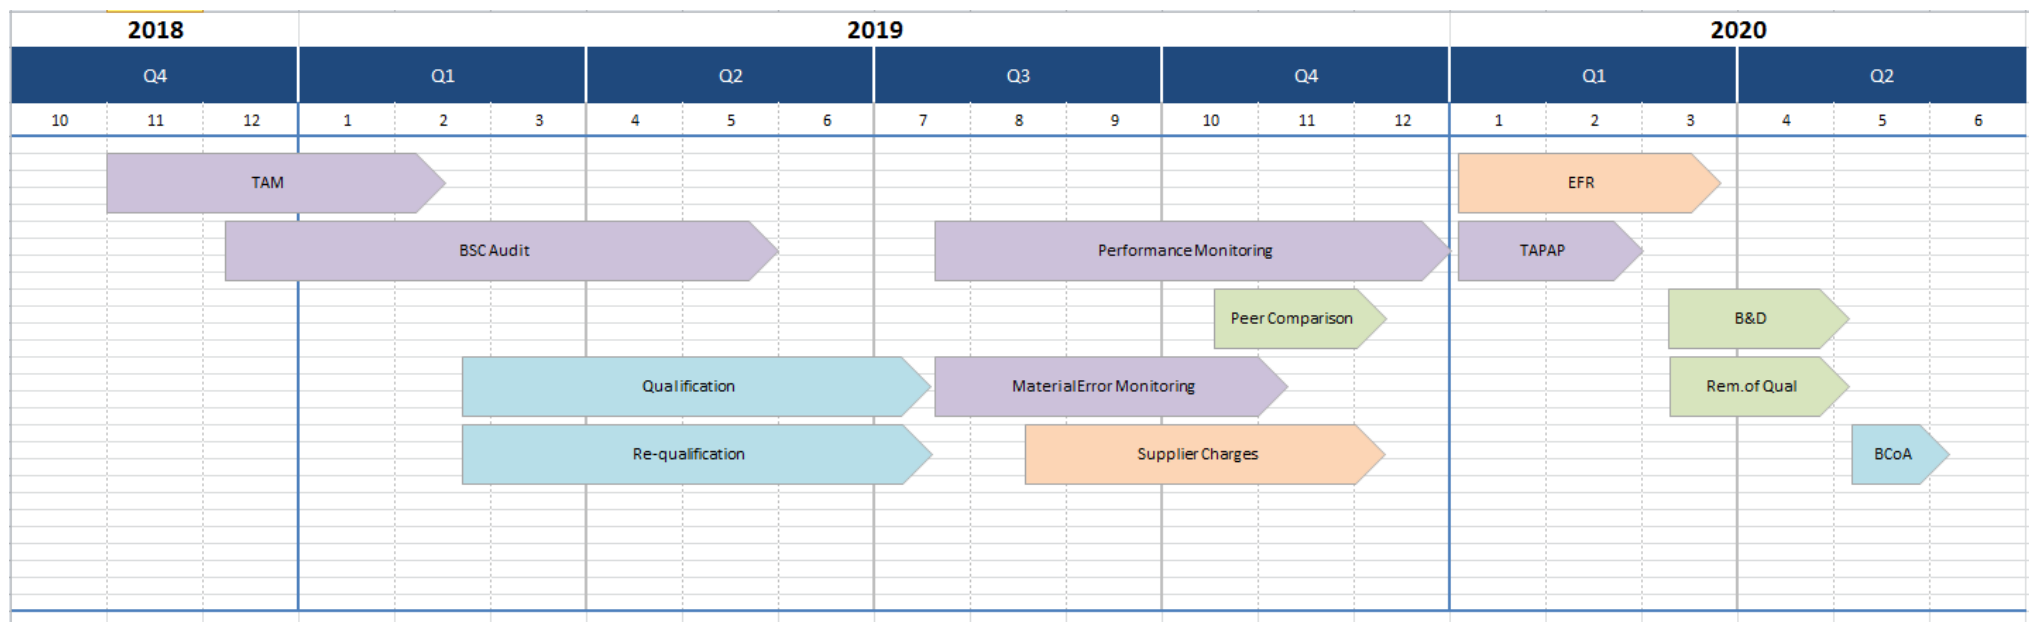 2018 2019 2020
Q4 Q1 Q2 Q3 Q4 Q1 Q2
10 11 12 1 2 3 4 5 6 7 8 9 10 11 12 1 2 3 4 5 6
TAM EFR
BSC Audit Performance Monitoring TAPAP
Peer Comparison B&D
Qualification Material Error Monitoring Rem. of Qual
Re-qualification Supplier Charges BCoA